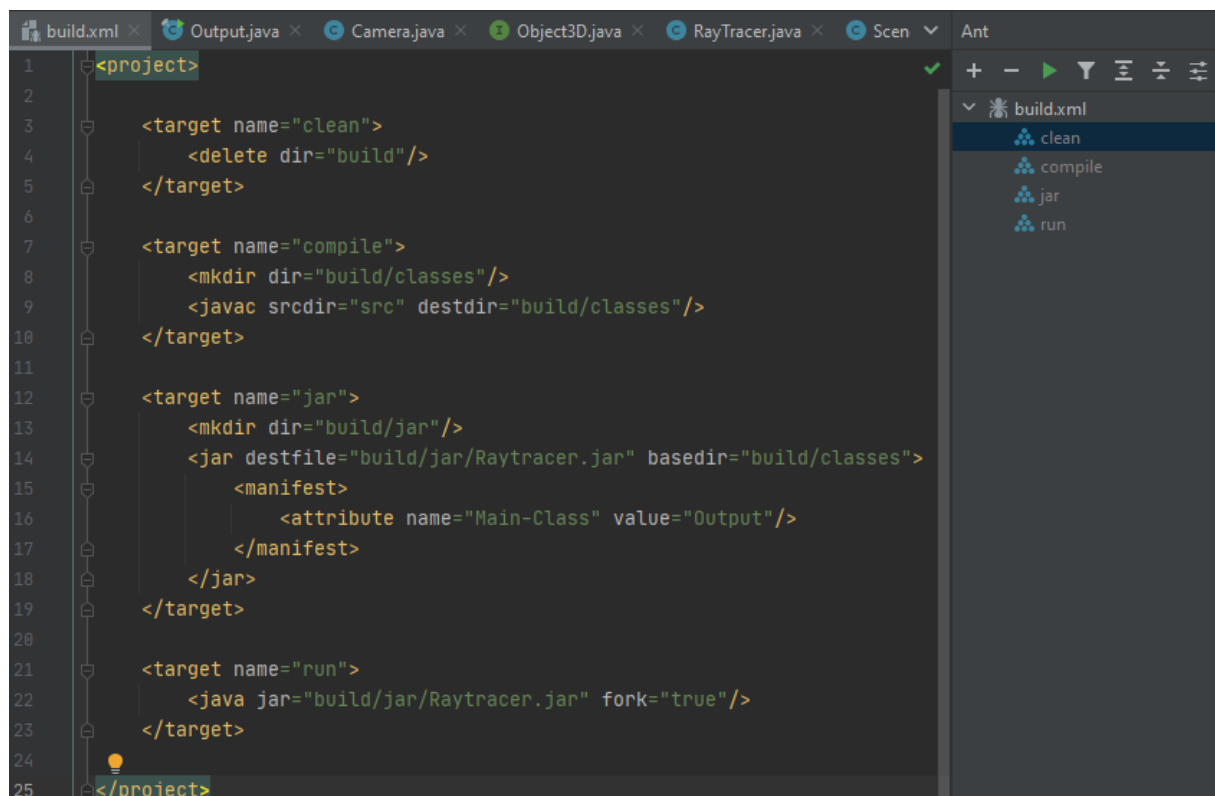 build.xml Output.java Camera.java Object3D.java RayTracer.java Scen Ant
1 <project>
2
3 <target name="clean">
4 <delete dir="build"/>
5 </target>
6
7 <target name="compile">
8 <mkdir dir="build/classes"/>
9 <javac srcdir="src" destdir="build/classes"/>
10 </target>
11
12 <target name="jar">
13 <mkdir dir="build/jar"/>
14 <jar destfile="build/jar/Raytracer.jar" basedir="build/classes">
15 <manifest>
16 <attribute name="Main-Class" value="Output"/>
17 </manifest>
18 </jar>
19 </target>
20
21 <target name="run">
22 <java jar="build/jar/Raytracer.jar" fork="true"/>
23 </target>
24
25 </project>
build.xml
clean
compile
jar
run